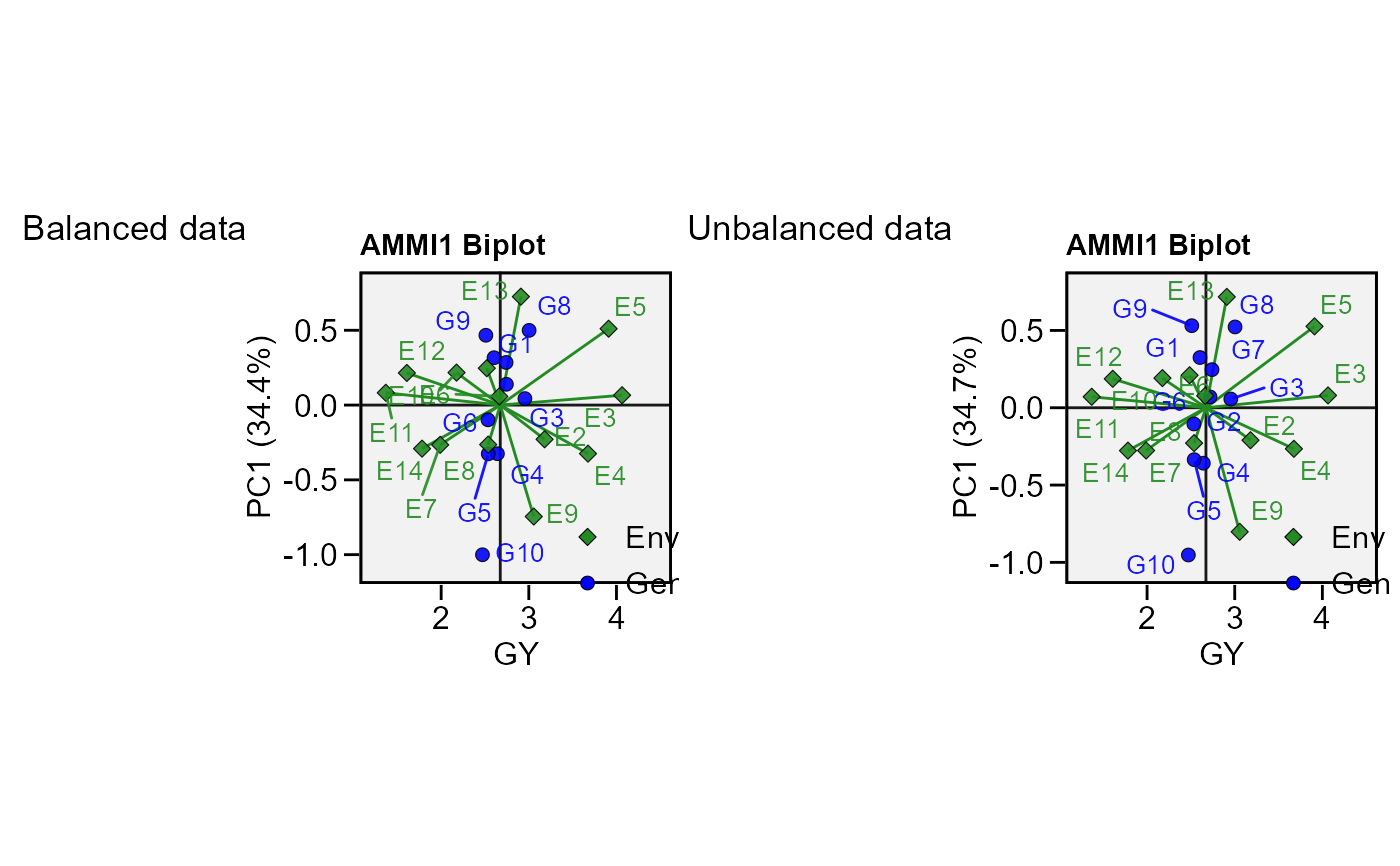 Balanced data
AMMI1 Biplot
E13
G8
E5
G9
G1
E12
E10
E6
G6
G3
E3
E11
E2
E14
E8
G4
E4
E7
G5
E9
G10
Env
Gen
0.5
0.0
-0.5
-1.0
PC1 (34.4%)
2 3 4
GY
Unbalanced data
AMMI1 Biplot
E13
G8
E5
G9
G1
G7
E12
E3
E6
G3
E10
G6
G2
E11
E8
E2
E14
E7
G4
E4
G5
E9
G10
Env
Gen
0.5
0.0
-0.5
-1.0
PC1 (34.7%)
2 3 4
GY